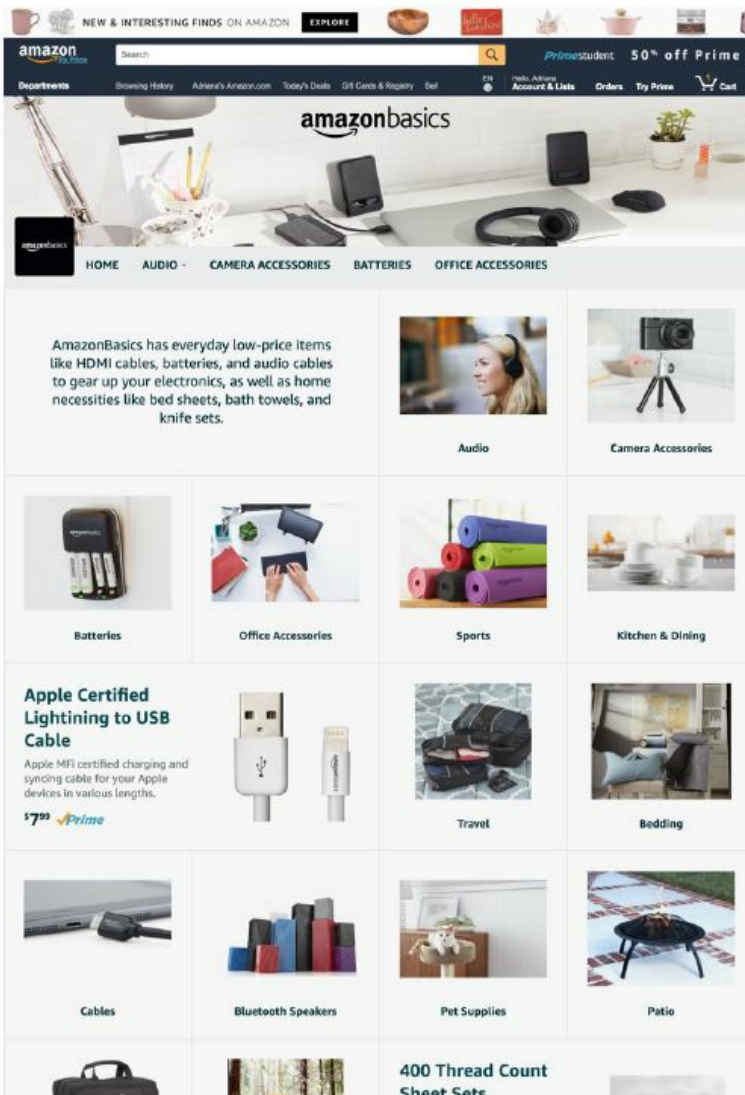 NEW & INTERESTING FINDS ON AMAZON EXPLORE
amazon
Try Prime
Search
Primestudent 50% off Prime
Departments
Browsing History Adriana's Amazon.com Today's Deals Gift Cards & Registry Sell
EN
Hello, Adriana
Account & Lists Orders Try Prime Cart
amazonbasics
amazonbasics
HOME AUDIO CAMERA ACCESSORIES BATTERIES OFFICE ACCESSORIES
AmazonBasics has everyday low-price items
like HDMI cables, batteries, and audio cables
to gear up your electronics, as well as home
necessities like bed sheets, bath towels, and
knife sets.
Audio
Camera Accessories
Batteries
Office Accessories
Sports
Kitchen & Dining
Apple Certified
Lightining to USB
Cable
Apple MFi certified charging and
syncing cable for your Apple
devices in various lengths.
$7.99 Prime
Travel
Bedding
Cables
Bluetooth Speakers
Pet Supplies
Patio
400 Thread Count
Sheet Sets